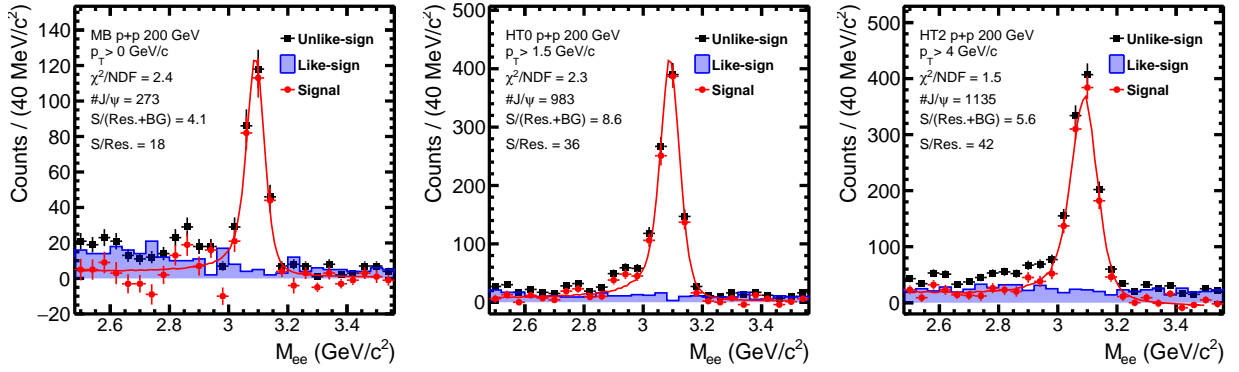 Counts / (40 MeV/c²)
140
120
100
80
60
40
20
0
−20
MB p+p 200 GeV
p_T > 0 GeV/c
χ²/NDF = 2.4
#J/ψ = 273
S/(Res.+BG) = 4.1
S/Res. = 18
Unlike-sign
Like-sign
Signal
2.6 2.8 3 3.2 3.4
M_ee (GeV/c²)
Counts / (40 MeV/c²)
500
400
300
200
100
0
HT0 p+p 200 GeV
p_T > 1.5 GeV/c
χ²/NDF = 2.3
#J/ψ = 983
S/(Res.+BG) = 8.6
S/Res. = 36
Unlike-sign
Like-sign
Signal
2.6 2.8 3 3.2 3.4
M_ee (GeV/c²)
Counts / (40 MeV/c²)
500
400
300
200
100
0
HT2 p+p 200 GeV
p_T > 4 GeV/c
χ²/NDF = 1.5
#J/ψ = 1135
S/(Res.+BG) = 5.6
S/Res. = 42
Unlike-sign
Like-sign
Signal
2.6 2.8 3 3.2 3.4
M_ee (GeV/c²)